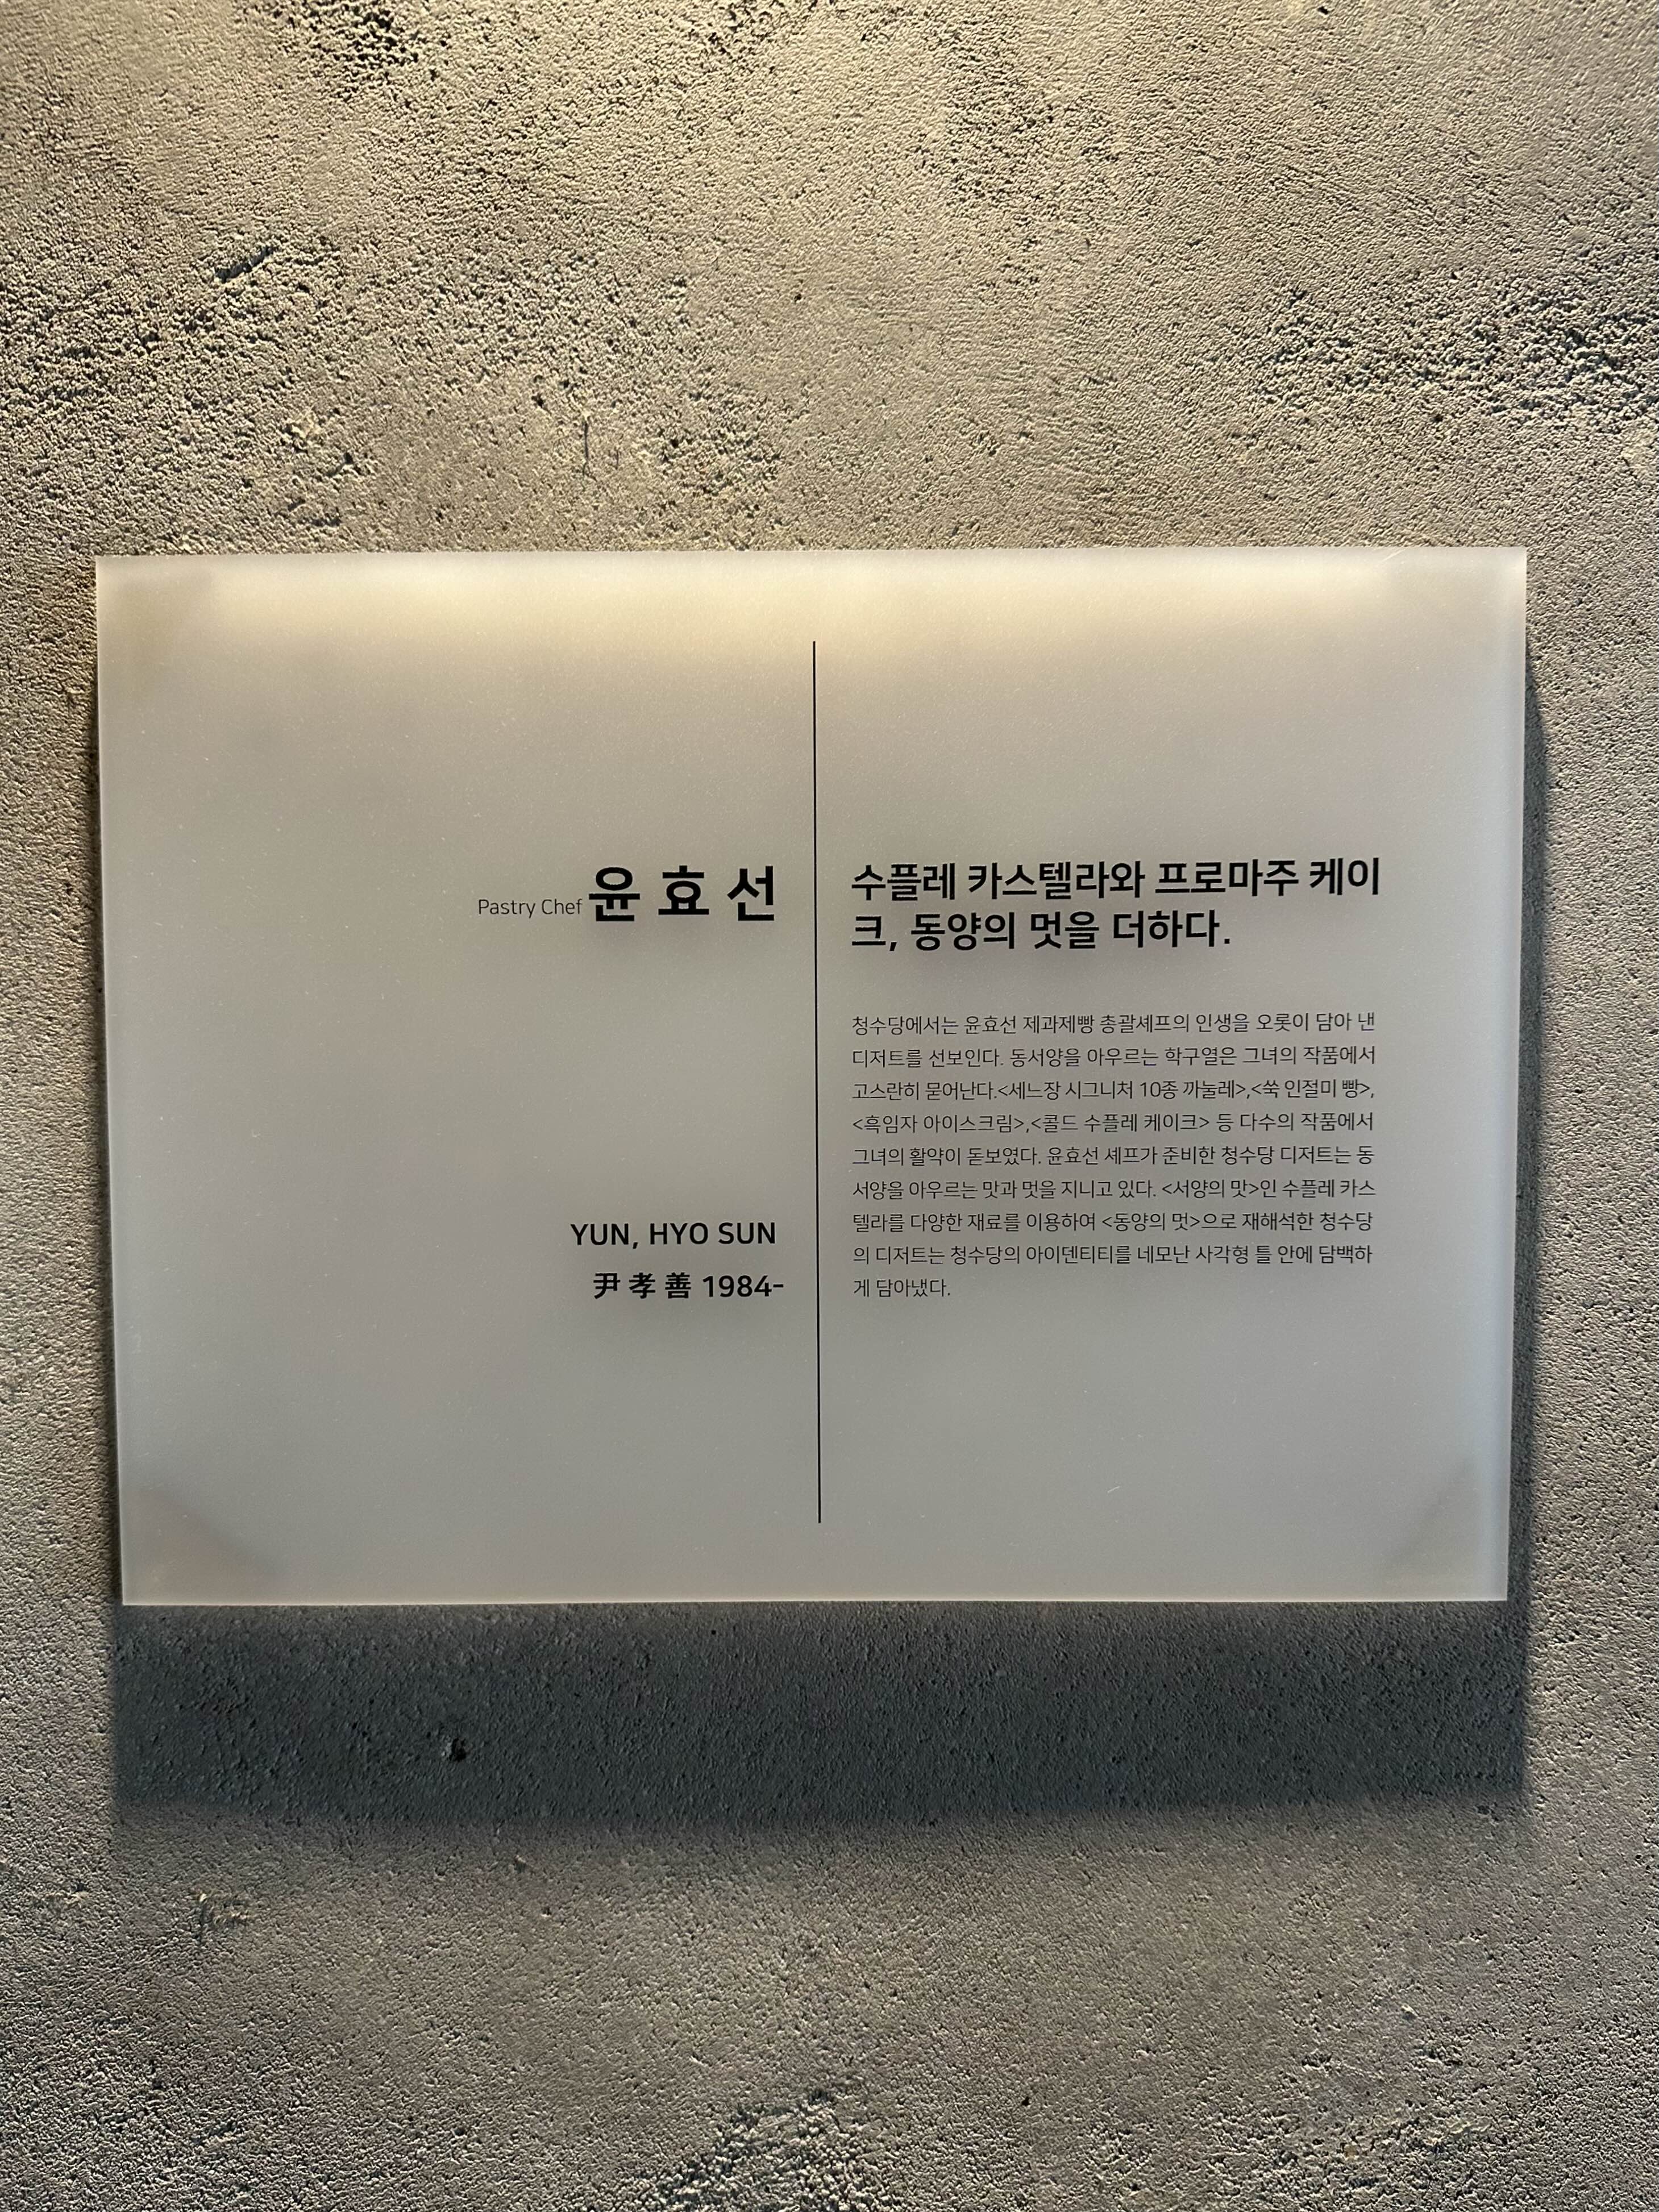 Pastry Chef 윤 효 선
YUN, HYO SUN
尹 孝 善 1984-
수플레 카스텔라와 프로마주 케이
크, 동양의 멋을 더하다.
청수당에서는 윤효선 제과제빵 총괄셰프의 인생을 오롯이 담아 낸
디저트를 선보인다. 동서양을 아우르는 학구열은 그녀의 작품에서
고스란히 묻어난다.<세느장 시그니처 10종 까눌레>,<쑥 인절미 빵>,
<흑임자 아이스크림>,<콜드 수플레 케이크> 등 다수의 작품에서
그녀의 활약이 돋보였다. 윤효선 셰프가 준비한 청수당 디저트는 동
서양을 아우르는 맛과 멋을 지니고 있다. <서양의 맛>인 수플레 카스
텔라를 다양한 재료를 이용하여 <동양의 멋>으로 재해석한 청수당
의 디저트는 청수당의 아이덴티티를 네모난 사각형 틀 안에 담백하
게 담아냈다.